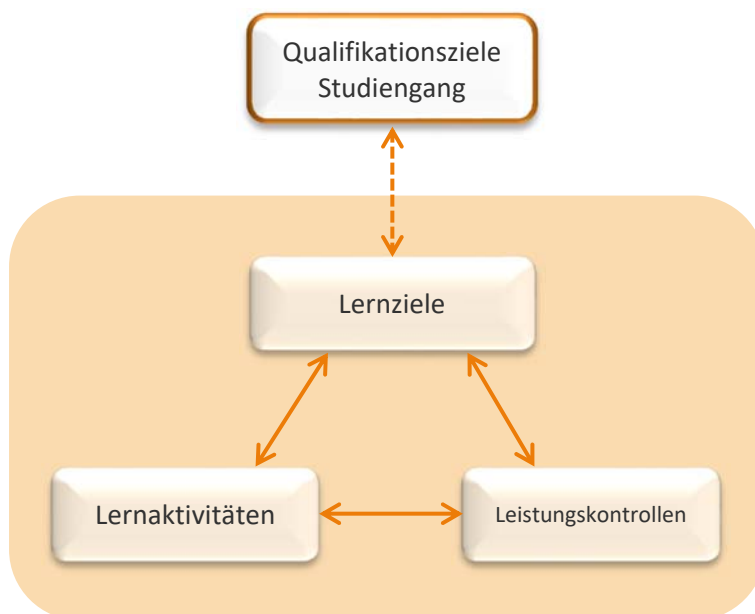 Qualifikationsziele
Studiengang
Lernziele
Lernaktivitäten
Leistungskontrollen